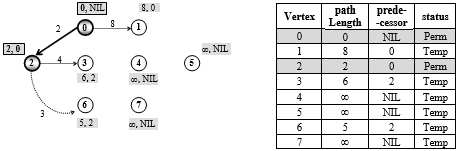 0, NIL
8, 0
2
8
0
1
2, 0
∞, NIL
2
4
3
4
5
6, 2
∞, NIL
6
7
3
5, 2
∞, NIL
Vertex path Length prede- -cessor status
0 0 NIL Perm
1 8 0 Temp
2 2 0 Perm
3 6 2 Temp
4 ∞ NIL Temp
5 ∞ NIL Temp
6 5 2 Temp
7 ∞ NIL Temp